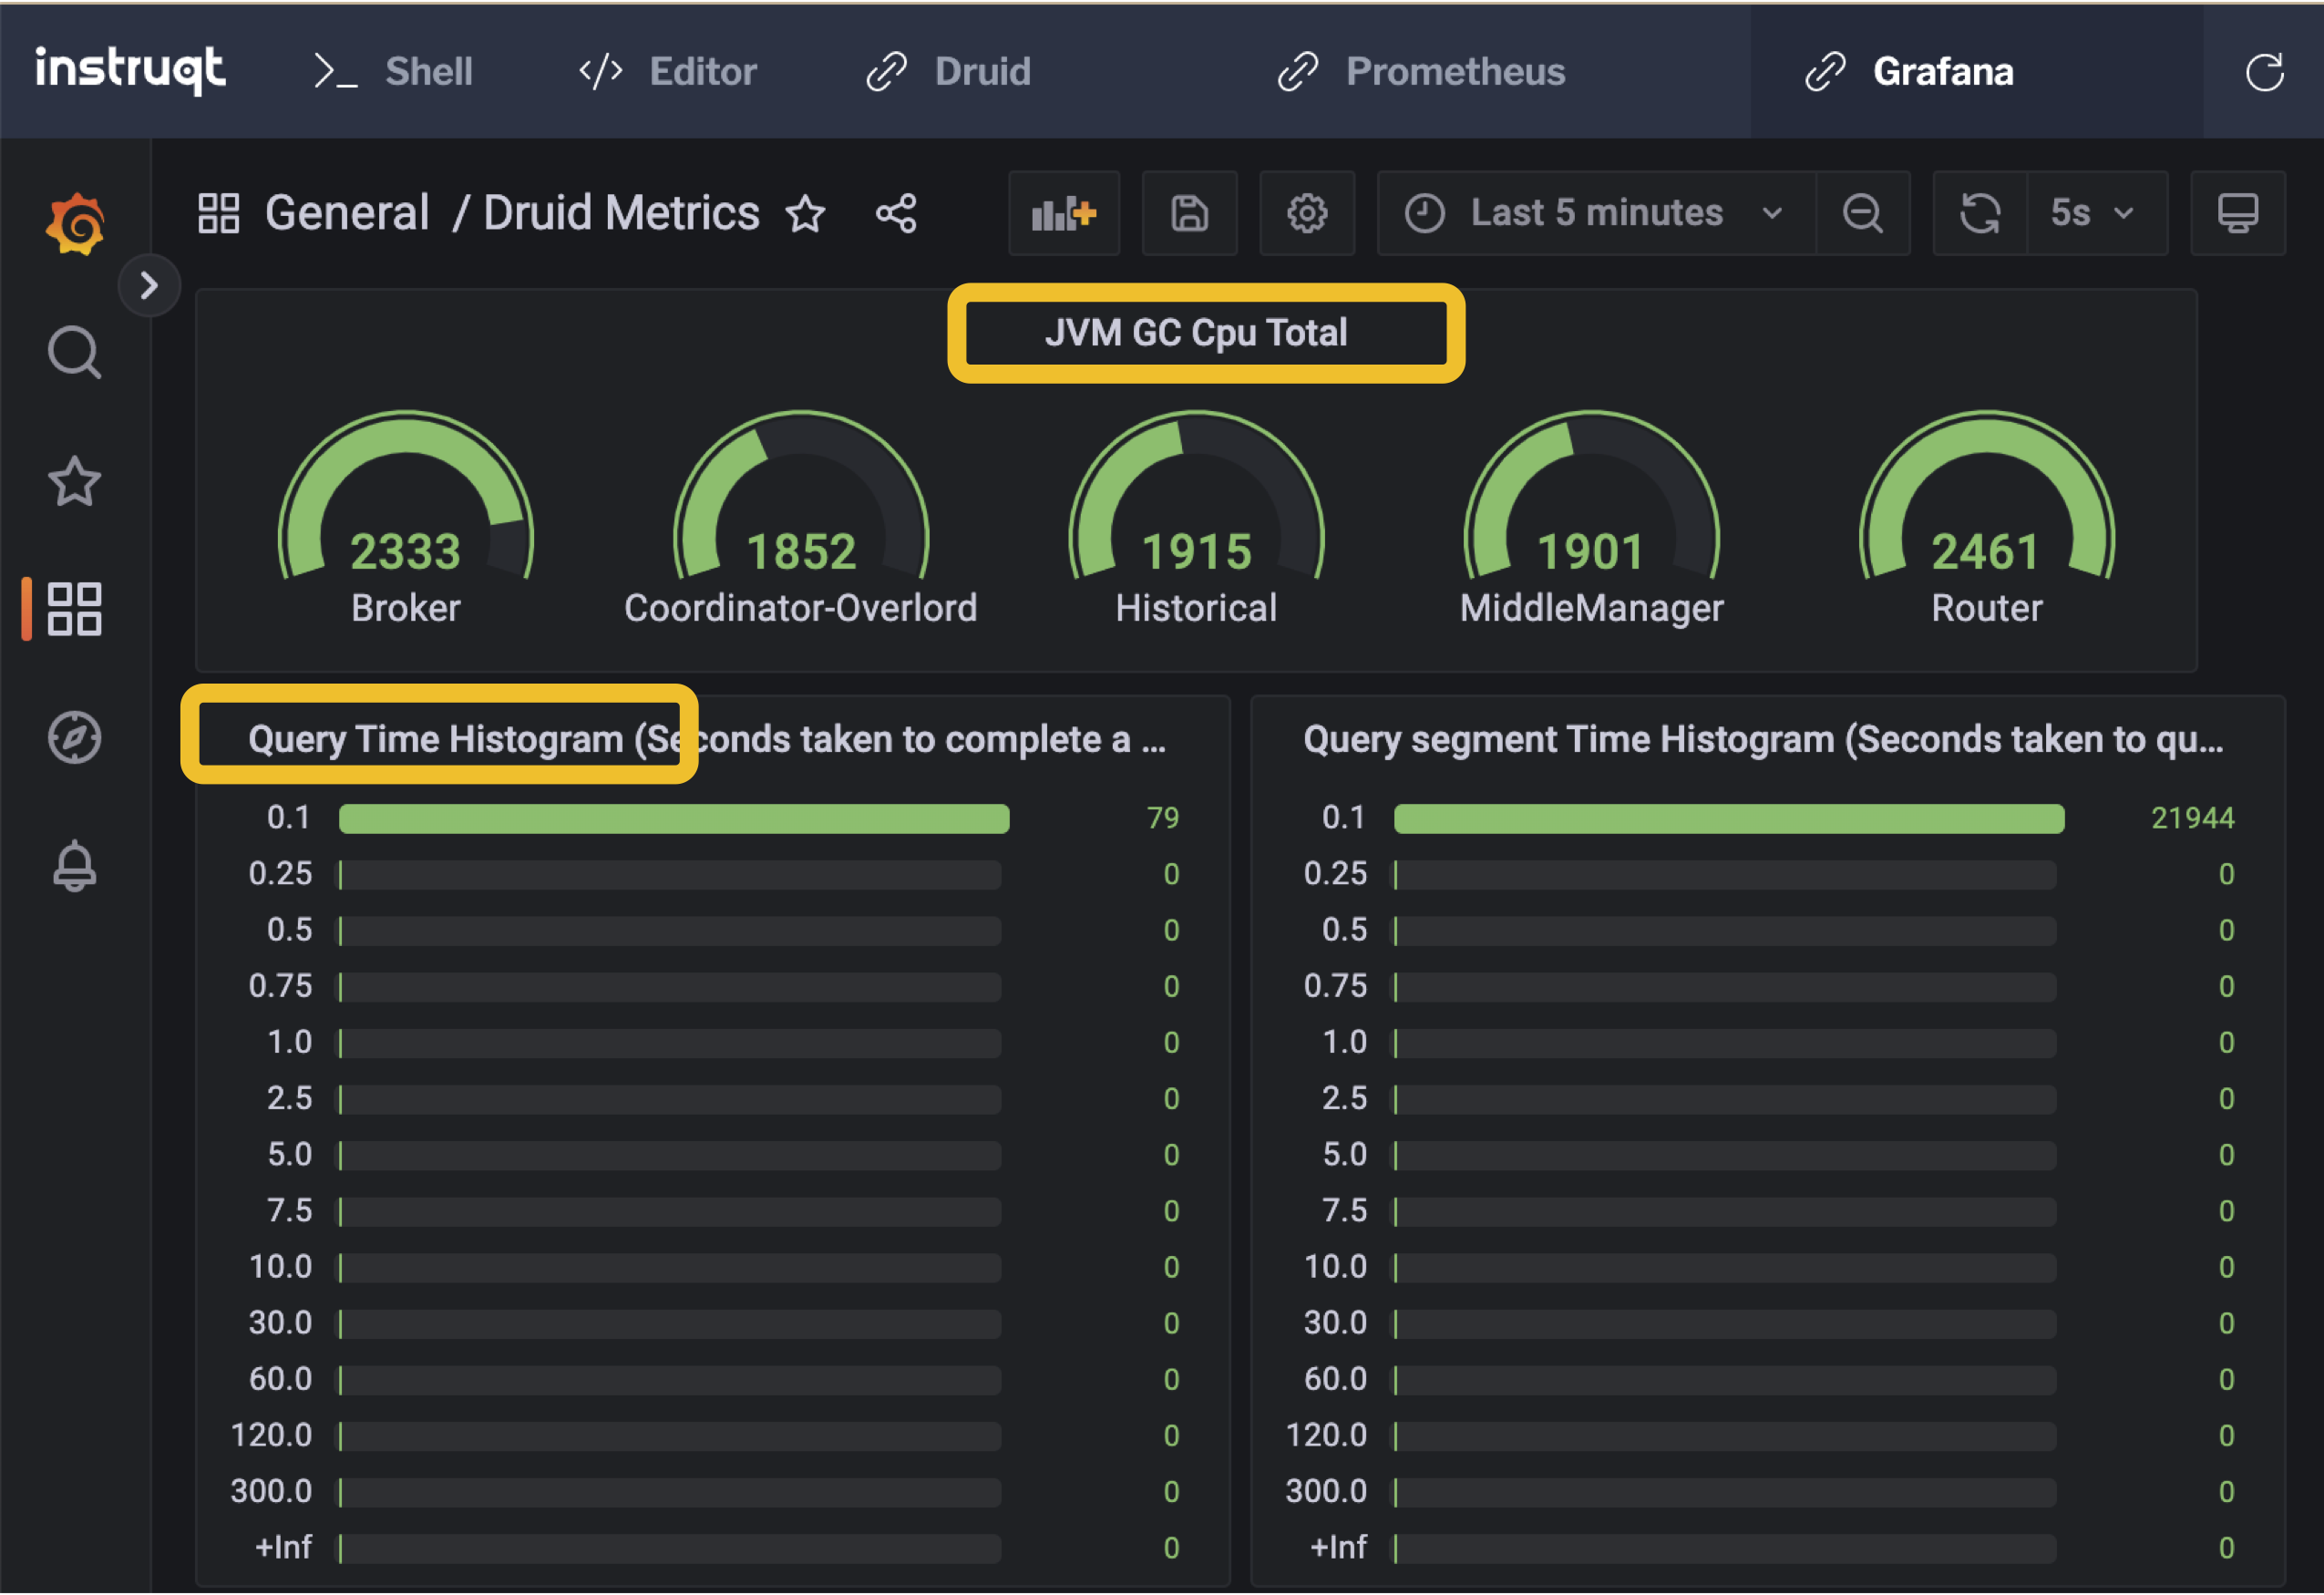 instruqt >_ Shell </> Editor Druid Prometheus Grafana
General / Druid Metrics Last 5 minutes 5s
JVM GC Cpu Total
2333 1852 1915 1901 2461
Broker Coordinator-Overlord Historical MiddleManager Router
Query Time Histogram (Seconds taken to complete a ...
0.1 79
0.25 0
0.5 0
0.75 0
1.0 0
2.5 0
5.0 0
7.5 0
10.0 0
30.0 0
60.0 0
120.0 0
300.0 0
+Inf 0
Query segment Time Histogram (Seconds taken to qu...
0.1 21944
0.25 0
0.5 0
0.75 0
1.0 0
2.5 0
5.0 0
7.5 0
10.0 0
30.0 0
60.0 0
120.0 0
300.0 0
+Inf 0